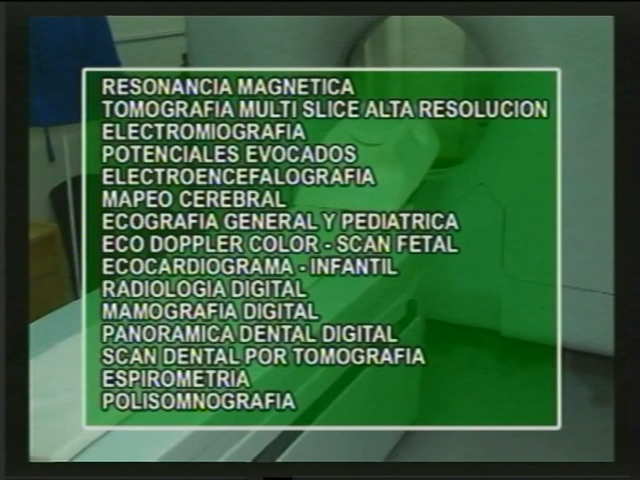 RESONANCIA MAGNETICA
TOMOGRAFIA MULTI SLICE ALTA RESOLUCION
ELECTROMIOGRAFIA
POTENCIALES EVOCADOS
ELECTROENCEFALOGRAFIA
MAPEO CEREBRAL
ECOGRAFIA GENERAL Y PEDIATRICA
ECO DOPPLER COLOR - SCAN FETAL
ECOCARDIOGRAMA - INFANTIL
RADIOLOGIA DIGITAL
MAMOGRAFIA DIGITAL
PANORAMICA DENTAL DIGITAL
SCAN DENTAL POR TOMOGRAFIA
ESPIROMETRIA
POLISOMNOGRAFIA